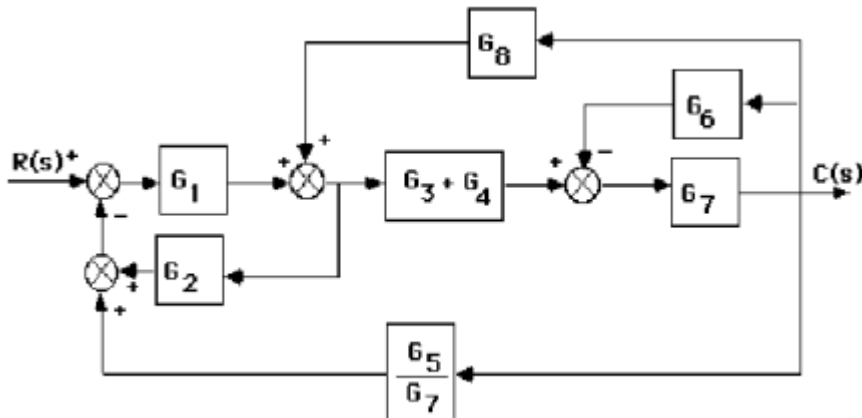 G8
G6
R(s) +
+
+
G1
+
G3 + G4
+
-
G7
C(s)
-
G2
+
+
G5
G7